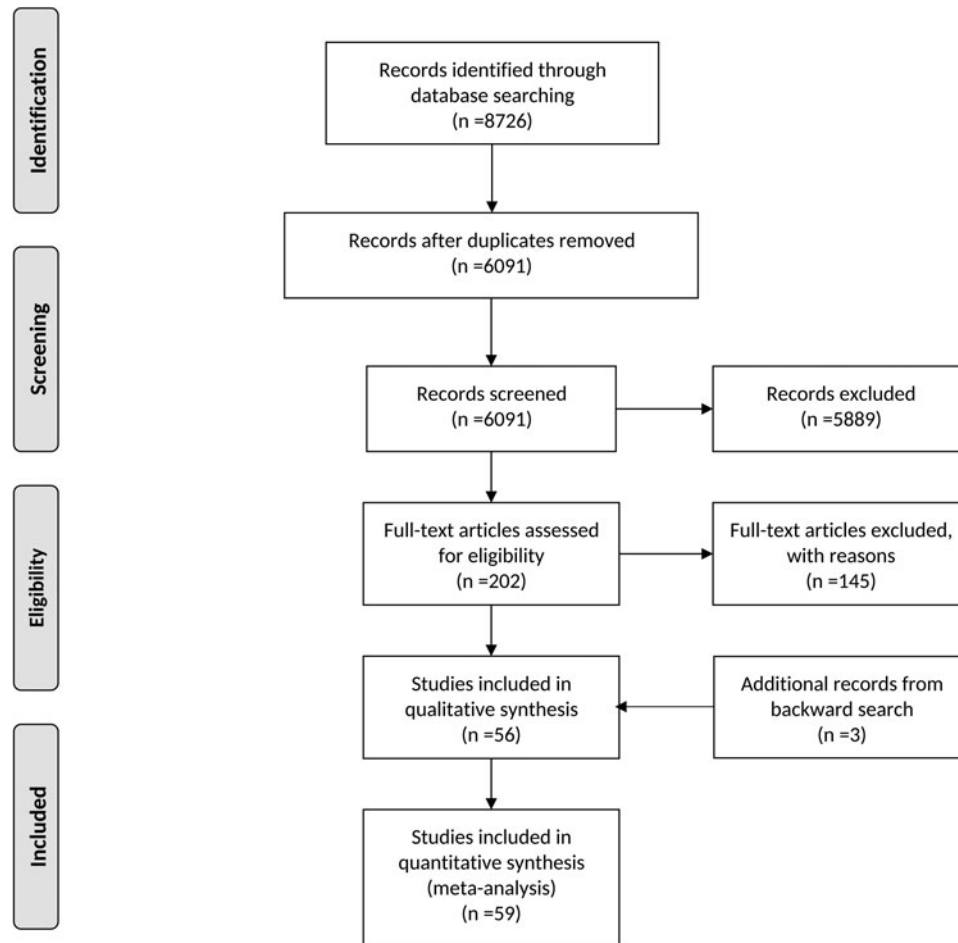 Identification
Records identified through
database searching
(n =8726)
Records after duplicates removed
(n =6091)
Screening
Records screened
(n =6091)
Records excluded
(n =5889)
Eligibility
Full-text articles assessed
for eligibility
(n =202)
Full-text articles excluded,
with reasons
(n =145)
Studies included in
qualitative synthesis
(n =56)
Additional records from
backward search
(n =3)
Included
Studies included in
quantitative synthesis
(meta-analysis)
(n =59)